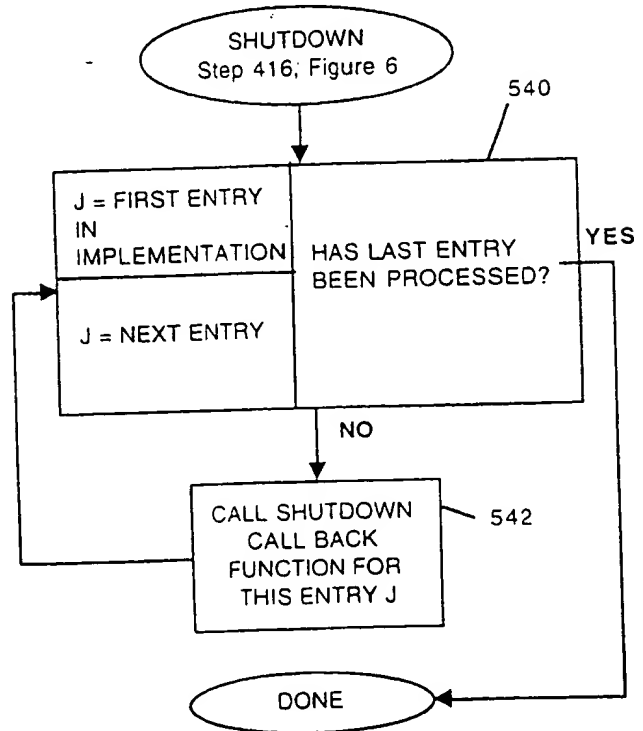 SHUTDOWN
Step 416, Figure 6
540
J = FIRST ENTRY
IN
IMPLEMENTATION
HAS LAST ENTRY
BEEN PROCESSED?
YES
J = NEXT ENTRY
NO
CALL SHUTDOWN
CALL BACK
FUNCTION FOR
THIS ENTRY J
542
DONE